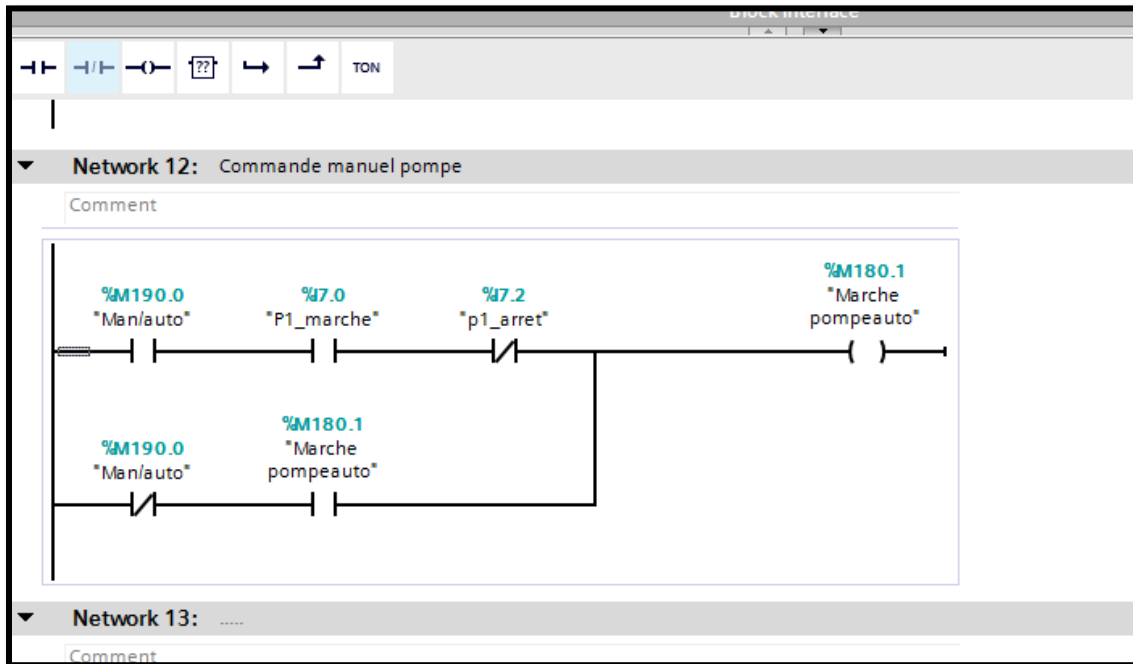 Block interface
??
TON
Network 12: Commande manuel pompe
Comment
%M190.0
"Man/auto"
%I7.0
"P1_marche"
%I7.2
"p1_arret"
%M180.1
"Marche
pompeauto"
%M190.0
"Man/auto"
%M180.1
"Marche
pompeauto"
Network 13: .....
Comment